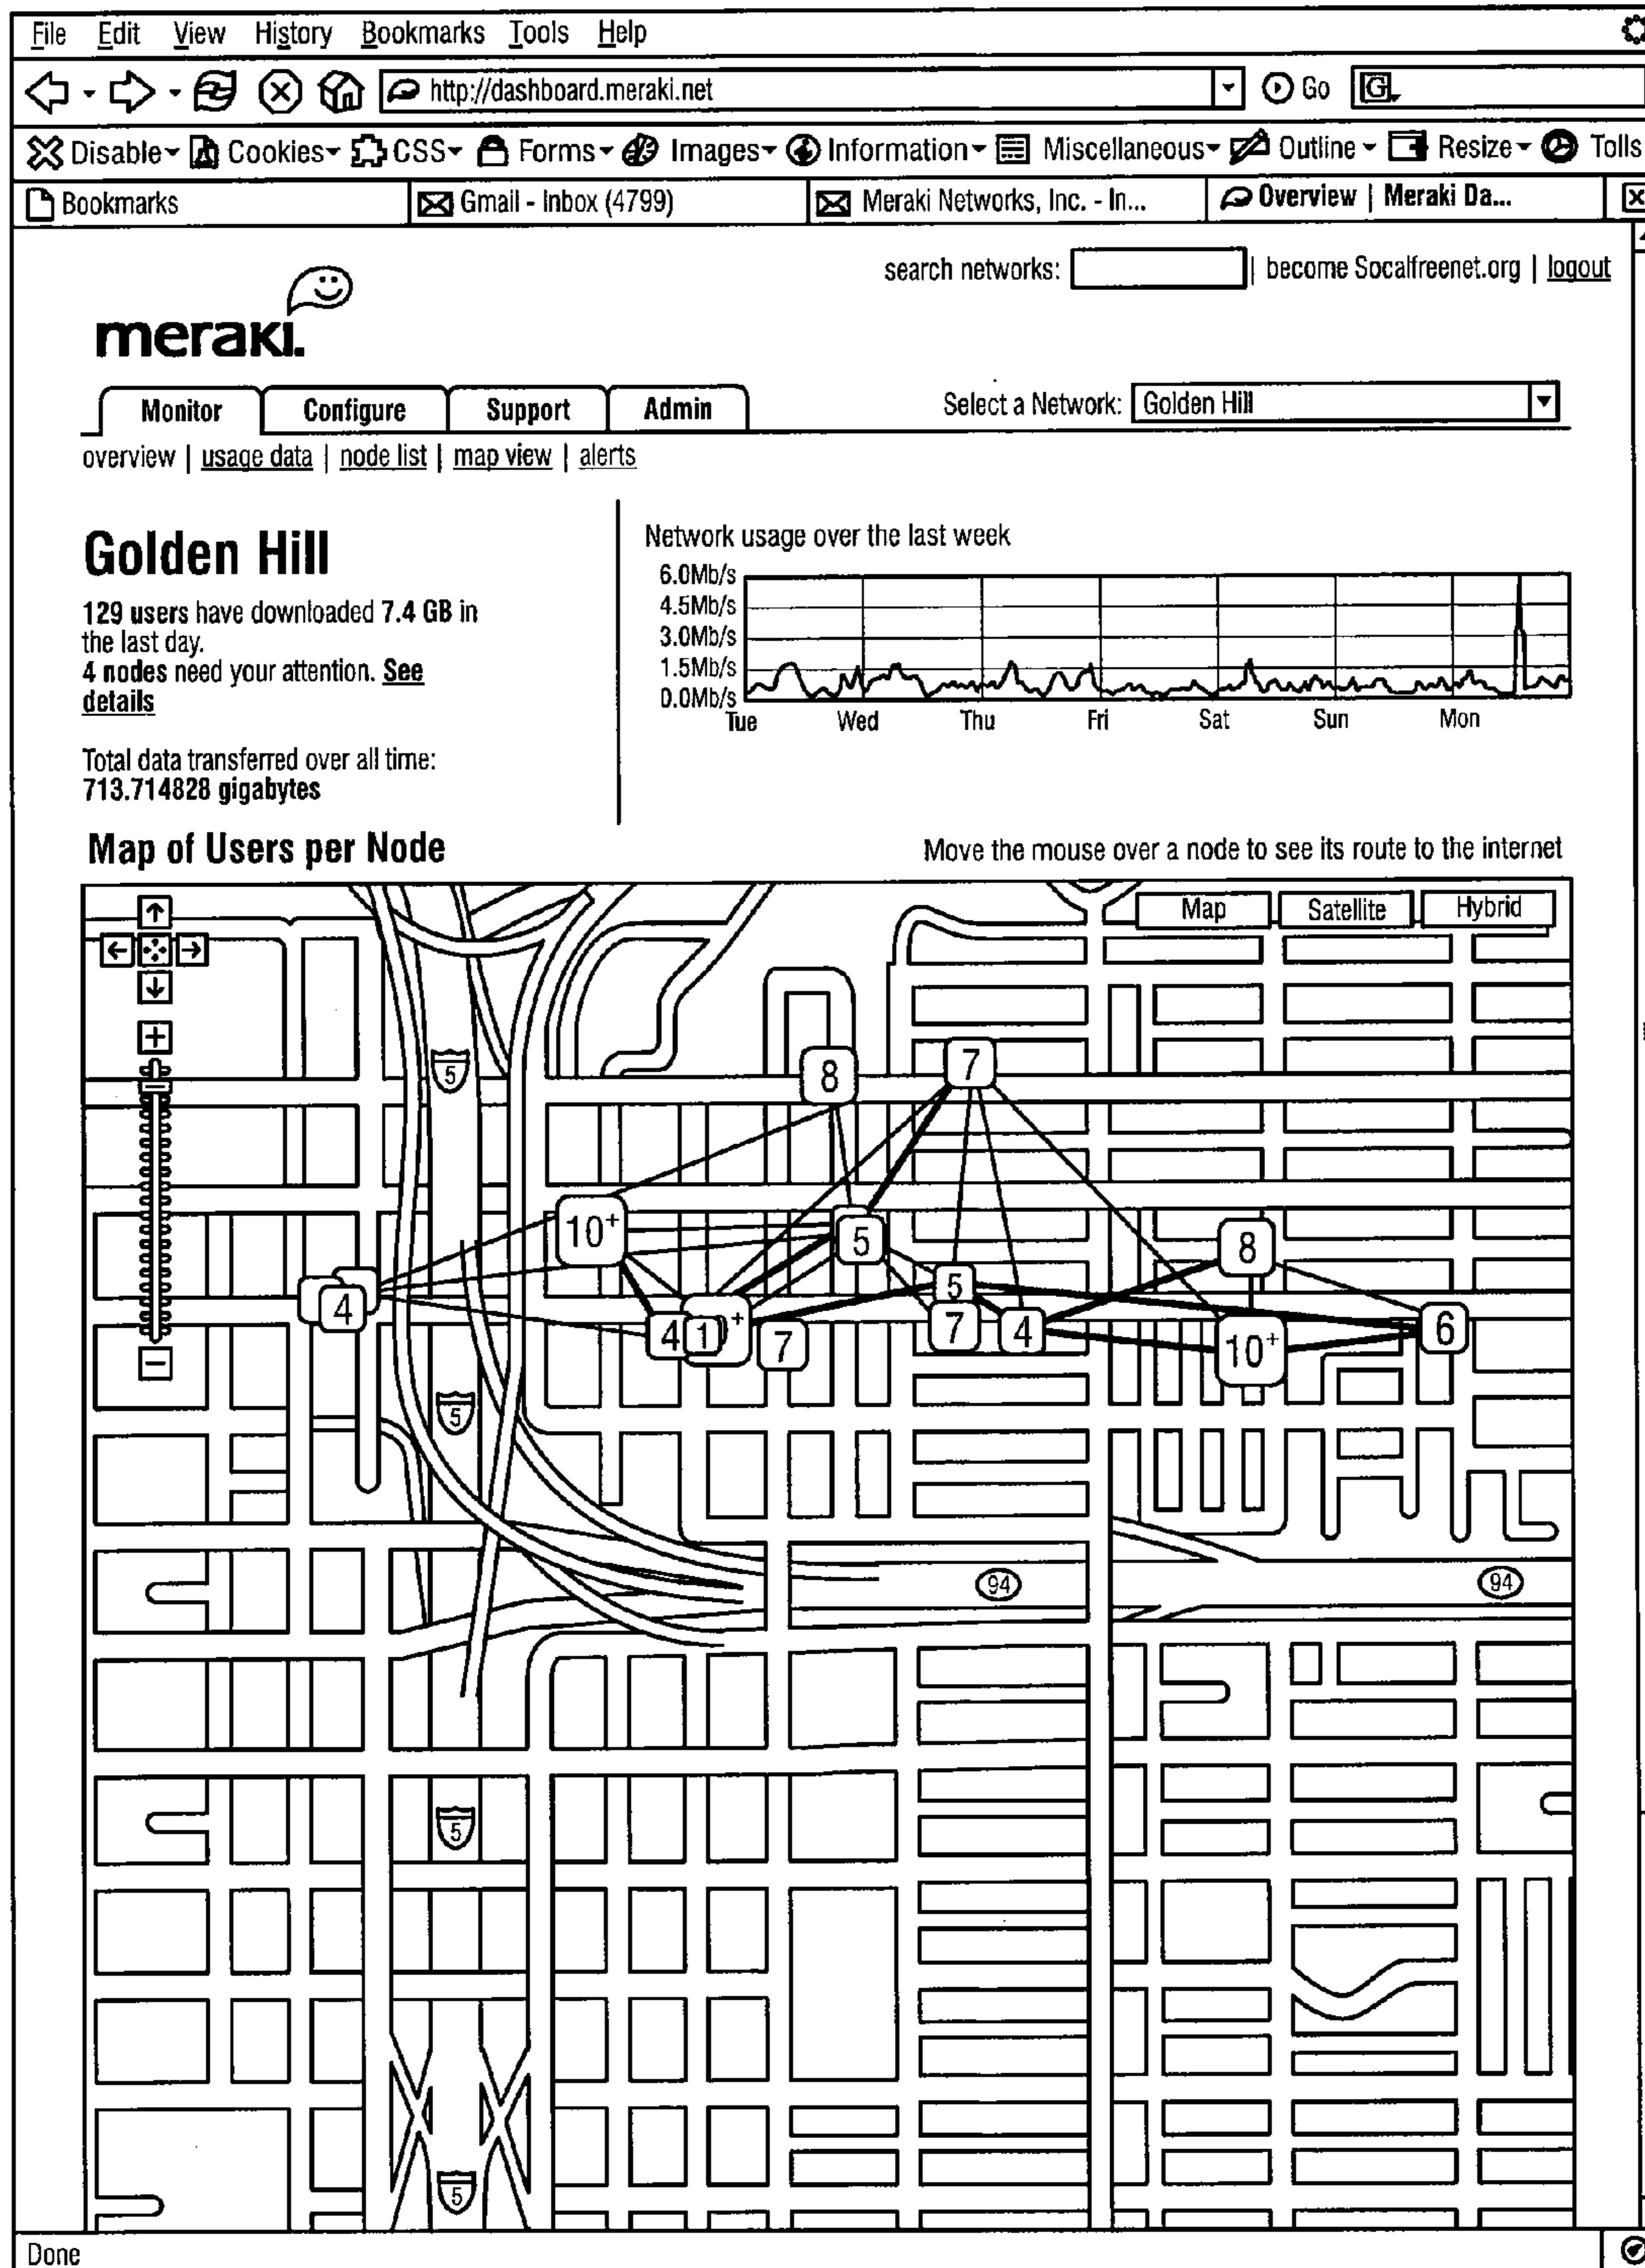 File Edit View History Bookmarks Tools Help
http://dashboard.meraki.net Go G
Disable Cookies CSS Forms Images Information Miscellaneous Outline Resize Tolls
Bookmarks Gmail - Inbox (4799) Meraki Networks, Inc. - In... Overview | Meraki Da...
search networks: | become Socalfreenet.org | logout
meraki.
Monitor Configure Support Admin Select a Network: Golden Hill
overview | usage data | node list | map view | alerts
Golden Hill
129 users have downloaded 7.4 GB in
the last day.
4 nodes need your attention. See
details
Total data transferred over all time:
713.714828 gigabytes
Network usage over the last week
6.0Mb/s
4.5Mb/s
3.0Mb/s
1.5Mb/s
0.0Mb/s
Tue Wed Thu Fri Sat Sun Mon
Map of Users per Node Move the mouse over a node to see its route to the internet
Map Satellite Hybrid
5
8 7
10+ 5 8
4 5
4 1 + 7 7 4 10+ 6
5
94 94
5
5
Done